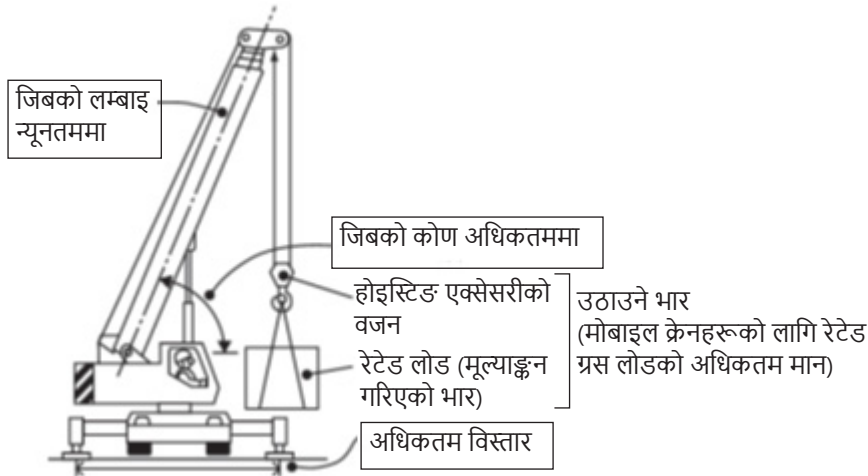 जिबको लम्बाइ
न्यूनतममा
जिबको कोण अधिकतममा
होइस्टिङ एक्सेसरीको
वजन
रेटेड लोड (मूल्याङ्कन
गरिएको भार)
उठाउने भार
(मोबाइल क्रेनहरूको लागि रेटेड
ग्रस लोडको अधिकतम मान)
अधिकतम विस्तार